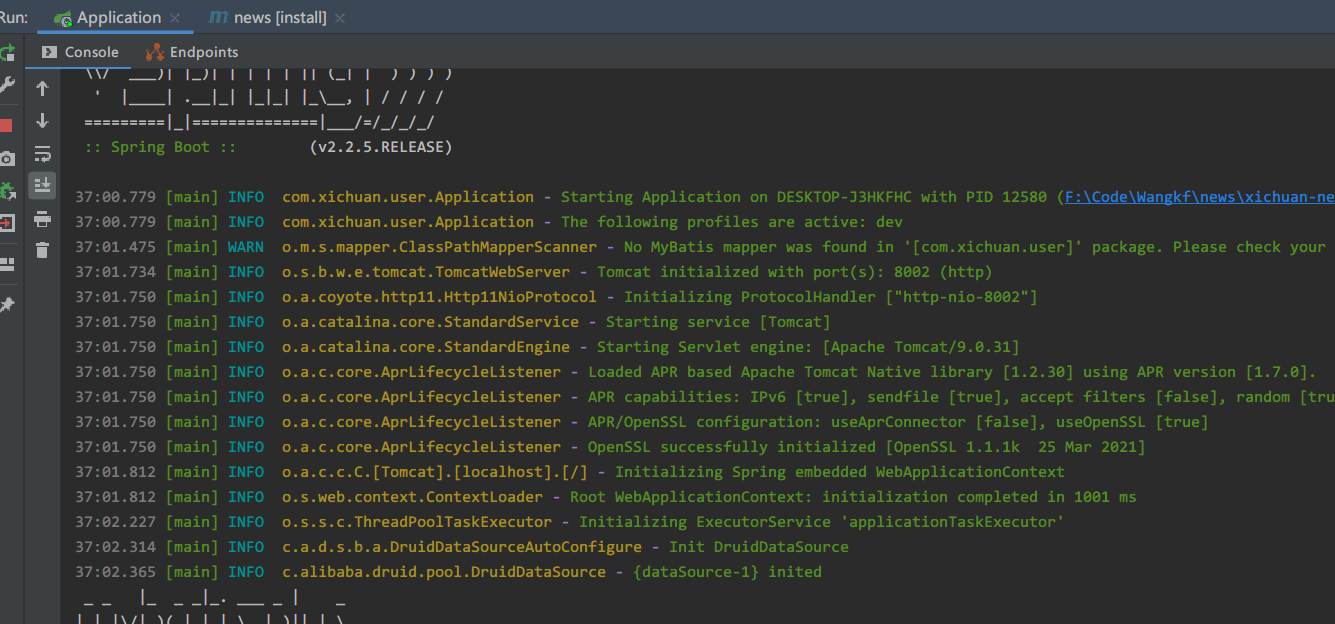 Run: Application × news [install] ×
Console Endpoints
\\/  ___)| |_)| | | | | || (_| |  ) ) ) )
'  |____| .__|_| |_|_| |_\__, | / / / /
=========|_|==============|___/=/_/_/_/
:: Spring Boot ::        (v2.2.5.RELEASE)
37:00.779 [main] INFO  com.xichuan.user.Application - Starting Application on DESKTOP-J3HKFHC with PID 12580 (F:\Code\Wangkf\news\xichuan-ne
37:00.779 [main] INFO  com.xichuan.user.Application - The following profiles are active: dev
37:01.475 [main] WARN  o.m.s.mapper.ClassPathMapperScanner - No MyBatis mapper was found in '[com.xichuan.user]' package. Please check your
37:01.734 [main] INFO  o.s.b.w.e.tomcat.TomcatWebServer - Tomcat initialized with port(s): 8002 (http)
37:01.750 [main] INFO  o.a.coyote.http11.Http11NioProtocol - Initializing ProtocolHandler ["http-nio-8002"]
37:01.750 [main] INFO  o.a.catalina.core.StandardService - Starting service [Tomcat]
37:01.750 [main] INFO  o.a.catalina.core.StandardEngine - Starting Servlet engine: [Apache Tomcat/9.0.31]
37:01.750 [main] INFO  o.a.c.core.AprLifecycleListener - Loaded APR based Apache Tomcat Native library [1.2.30] using APR version [1.7.0].
37:01.750 [main] INFO  o.a.c.core.AprLifecycleListener - APR capabilities: IPv6 [true], sendfile [true], accept filters [false], random [tru
37:01.750 [main] INFO  o.a.c.core.AprLifecycleListener - APR/OpenSSL configuration: useAprConnector [false], useOpenSSL [true]
37:01.750 [main] INFO  o.a.c.core.AprLifecycleListener - OpenSSL successfully initialized [OpenSSL 1.1.1k  25 Mar 2021]
37:01.812 [main] INFO  o.a.c.c.C.[Tomcat].[localhost].[/] - Initializing Spring embedded WebApplicationContext
37:01.812 [main] INFO  o.s.web.context.ContextLoader - Root WebApplicationContext: initialization completed in 1001 ms
37:02.227 [main] INFO  o.s.s.c.ThreadPoolTaskExecutor - Initializing ExecutorService 'applicationTaskExecutor'
37:02.314 [main] INFO  c.a.d.s.b.a.DruidDataSourceAutoConfigure - Init DruidDataSource
37:02.365 [main] INFO  c.alibaba.druid.pool.DruidDataSource - {dataSource-1} inited
_ _   |_  _ _|_. ___ _ |    _
| | |\/|_)(_| | |_\  |_)||_|_\